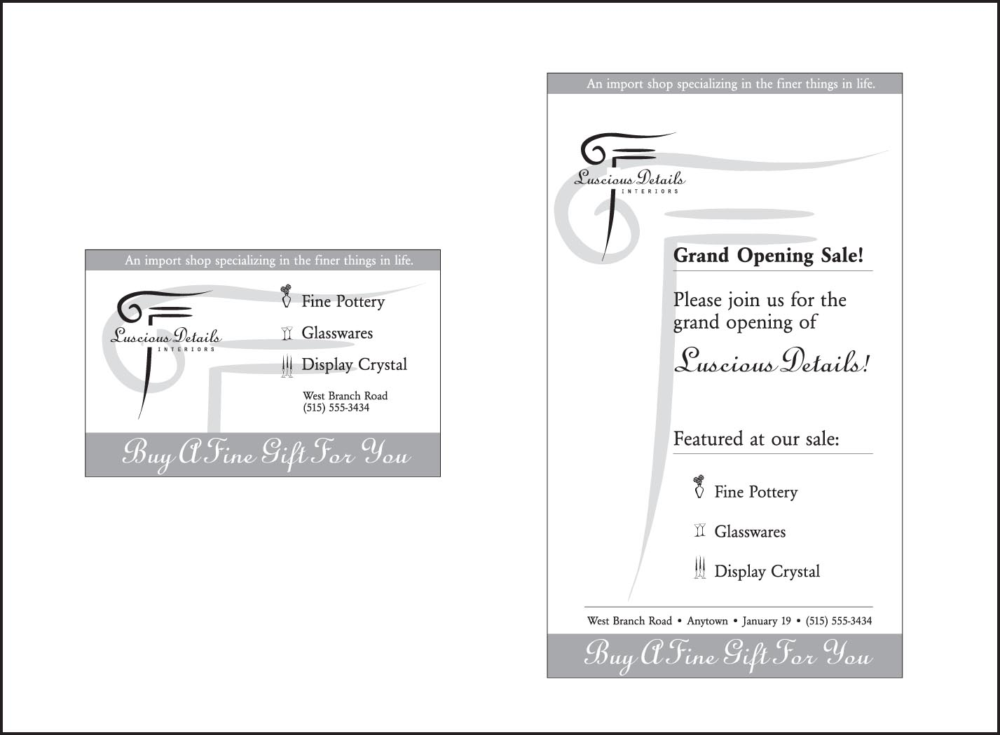 An import shop specializing in the finer things in life.
Luscious Details
INTERIORS
Fine Pottery
Glasswares
Display Crystal
West Branch Road
(515) 555-3434
Buy A Fine Gift For You
An import shop specializing in the finer things in life.
Luscious Details
INTERIORS
Grand Opening Sale!
Please join us for the
grand opening of
Luscious Details!
Featured at our sale:
Fine Pottery
Glasswares
Display Crystal
West Branch Road • Anytown • January 19 • (515) 555-3434
Buy A Fine Gift For You